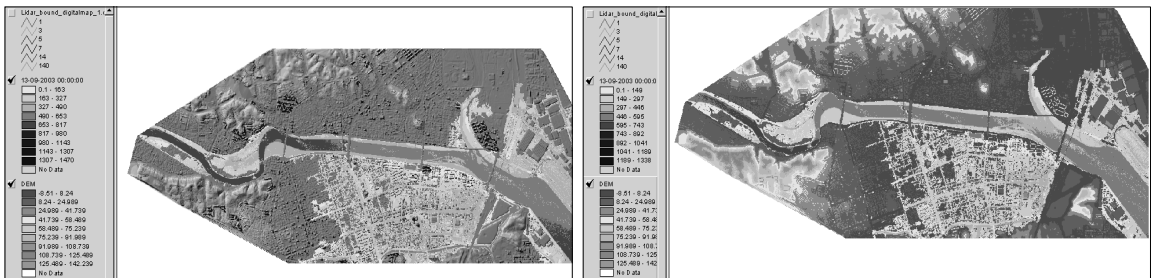 Lidar_bound_digitalmap_1.
1
3
5
7
14
140
13-09-2003 00:00:00
0.1 - 163
163 - 327
327 - 490
490 - 653
653 - 817
817 - 980
980 - 1143
1143 - 1307
1307 - 1470
No Data
DEM
-8.51 - 8.24
8.24 - 24.989
24.989 - 41.739
41.739 - 58.489
58.489 - 75.239
75.239 - 91.989
91.989 - 108.739
108.739 - 125.489
125.489 - 142.239
No Data
Lidar_bound_digital
1
3
5
7
14
140
13-09-2003 00:00:0
0.1 - 149
149 - 297
297 - 446
446 - 595
595 - 743
743 - 892
892 - 1041
1041 - 1189
1189 - 1338
No Data
DEM
-8.51 - 8.24
8.24 - 24.989
24.989 - 41.7
41.739 - 58.4
58.489 - 75.2
75.239 - 91.9
91.989 - 108.
108.739 - 125
125.489 - 142
No Data